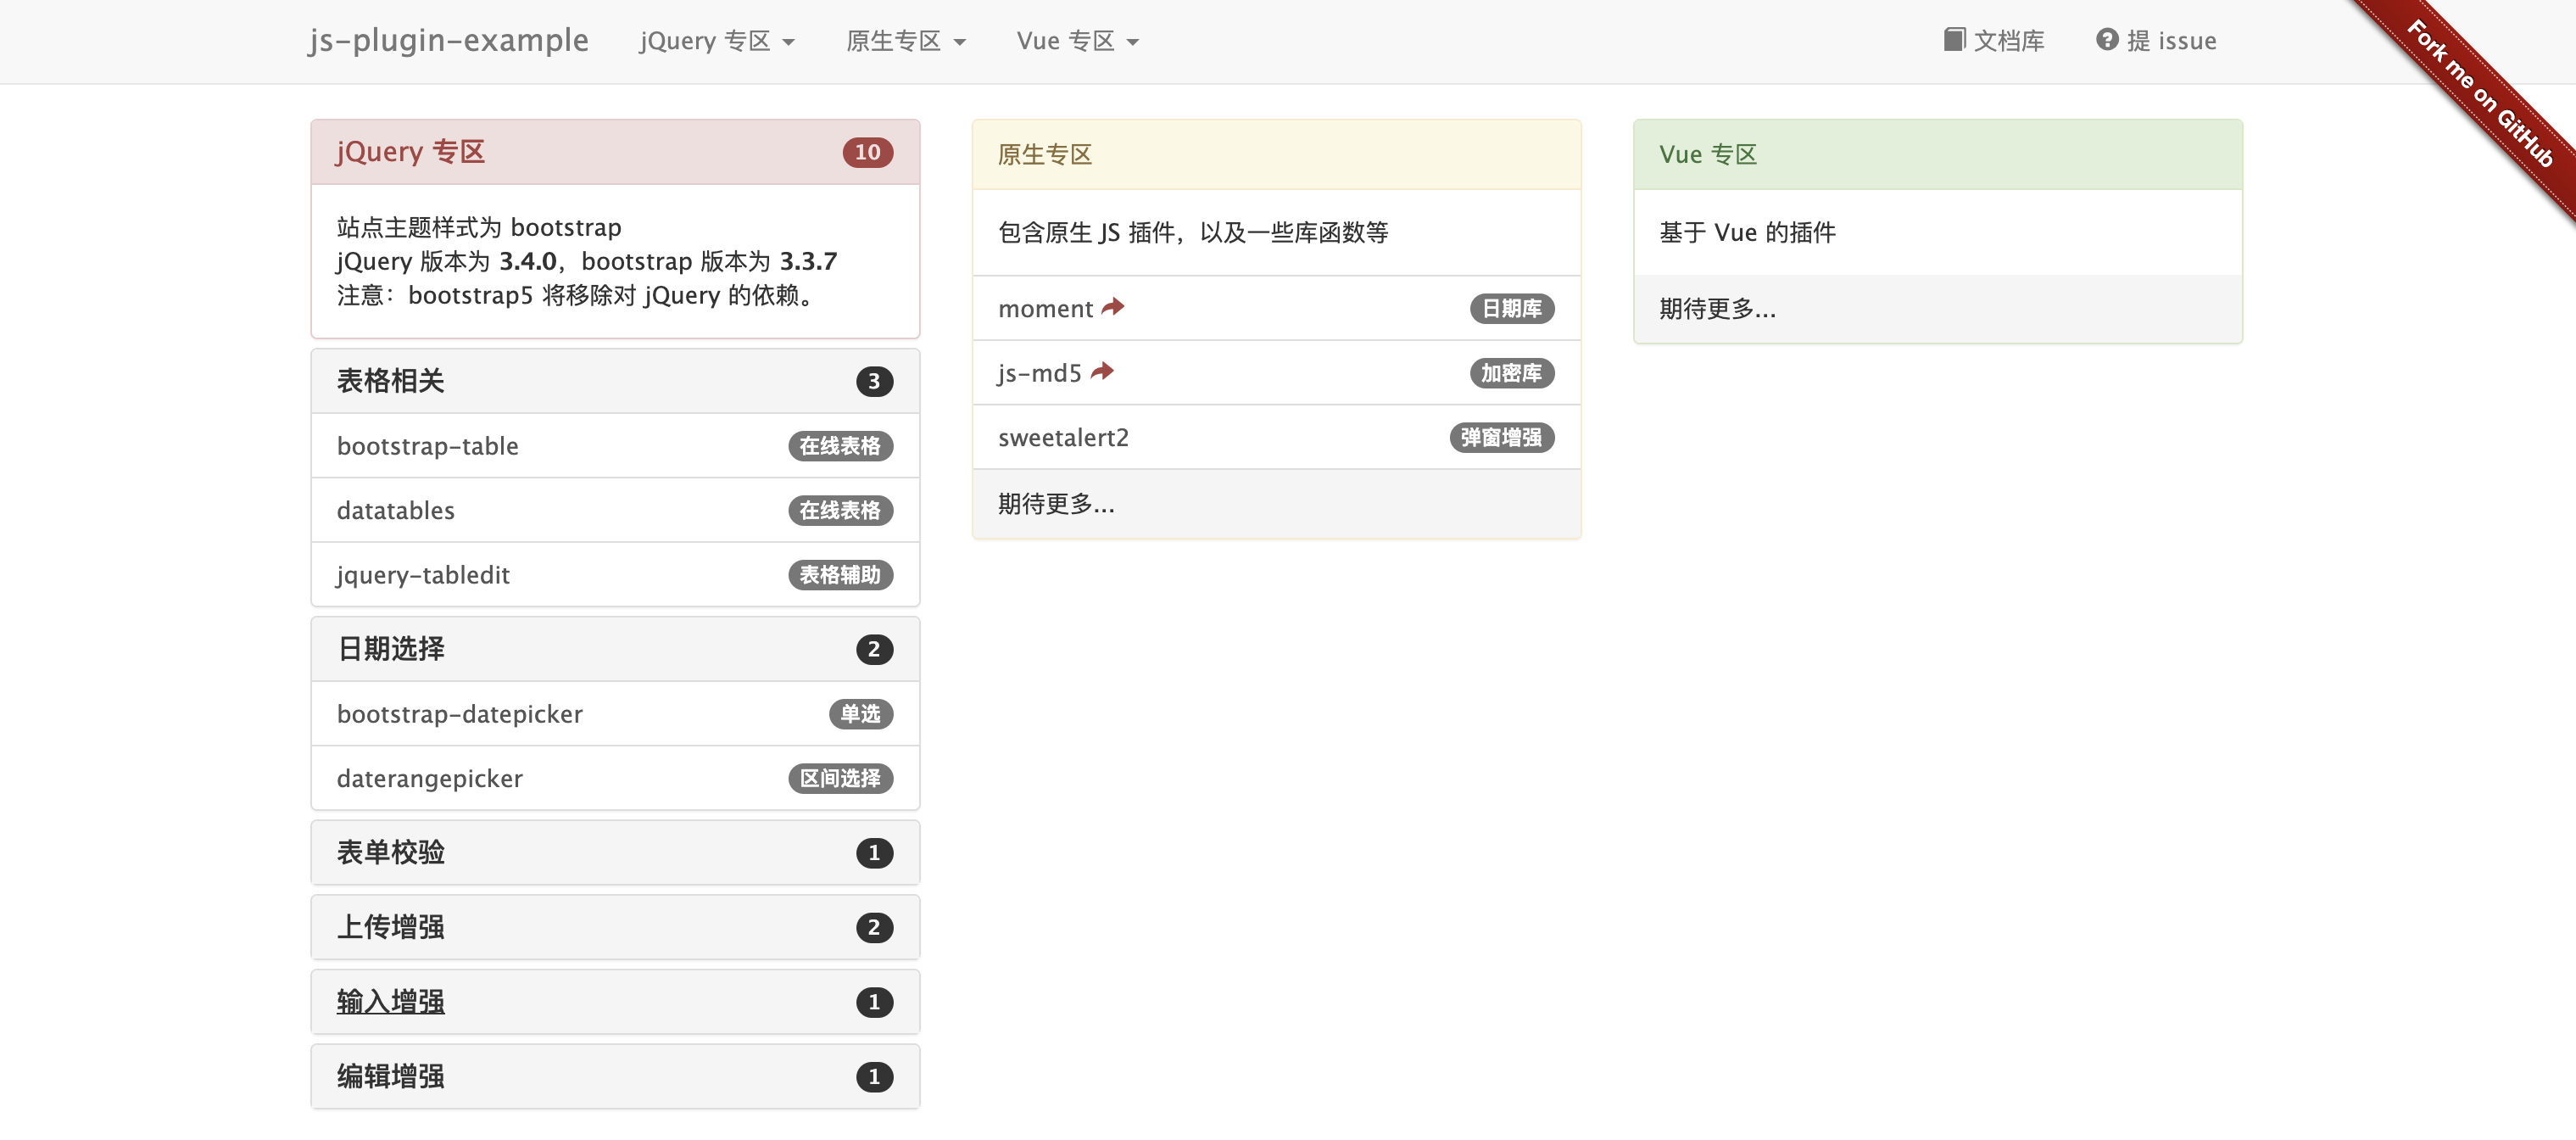 js-plugin-example
jQuery 专区
原生专区
Vue 专区
文档库
提 issue
Fork me on GitHub
jQuery 专区
10
站点主题样式为 bootstrap
jQuery 版本为 3.4.0，bootstrap 版本为 3.3.7
注意：bootstrap5 将移除对 jQuery 的依赖。
表格相关
3
bootstrap-table
在线表格
datatables
在线表格
jquery-tabledit
表格辅助
日期选择
2
bootstrap-datepicker
单选
daterangepicker
区间选择
表单校验
1
上传增强
2
输入增强
1
编辑增强
1
原生专区
包含原生 JS 插件，以及一些库函数等
moment
日期库
js-md5
加密库
sweetalert2
弹窗增强
期待更多...
Vue 专区
基于 Vue 的插件
期待更多...